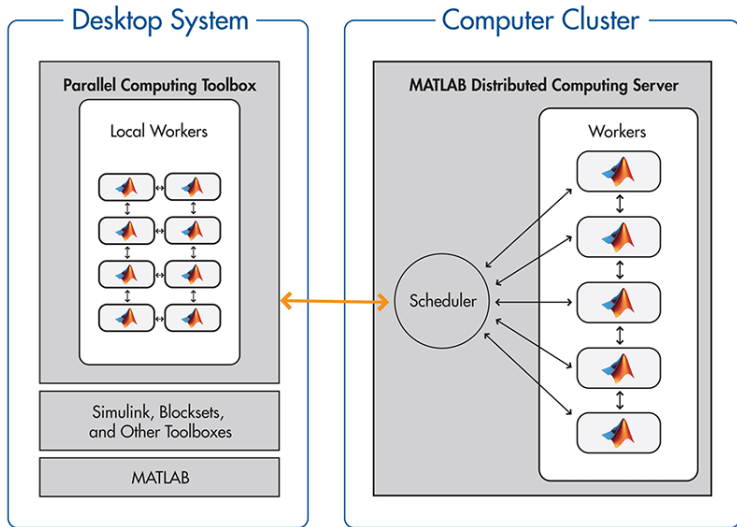 Desktop System
Parallel Computing Toolbox
Local Workers
Simulink, Blocksets,
and Other Toolboxes
MATLAB
Computer Cluster
MATLAB Distributed Computing Server
Workers
Scheduler